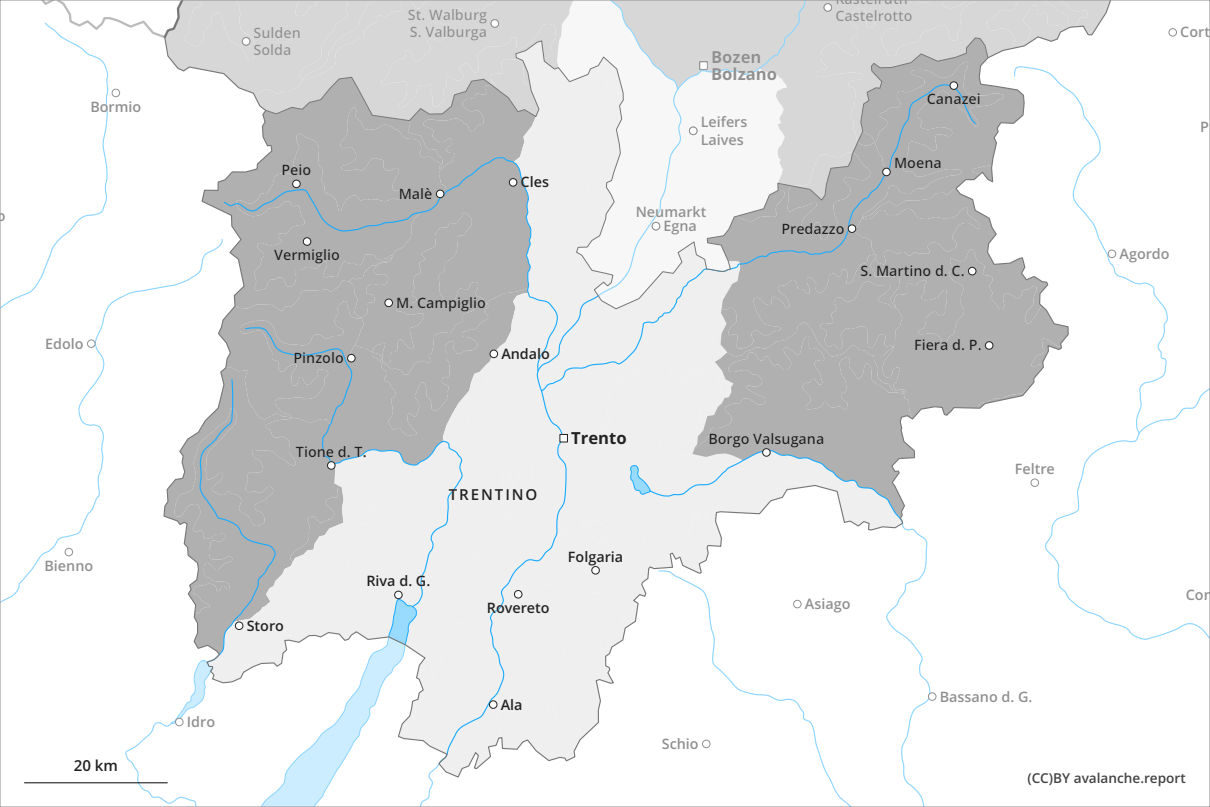 Kastelruth
Castelrotto
St. Walburg
S. Valburga
Sulden
Solda
Cort
Bozen
Bolzano
Bormio
Canazei
Leifers
Laives
P
Moena
Peio
Malè
Cles
Neumarkt
Egna
Predazzo
Vermiglio
Agordo
S. Martino d. C.
M. Campiglio
Edolo
Pinzolo
Andalo
Fiera d. P.
Trento
Borgo Valsugana
Tione d. T.
Feltre
TRENTINO
Bienno
Folgaria
Riva d. G.
Cor
Rovereto
Asiago
Storo
Bassano d. G.
Ala
Idro
Schio
20 km
(CC)BY avalanche.report